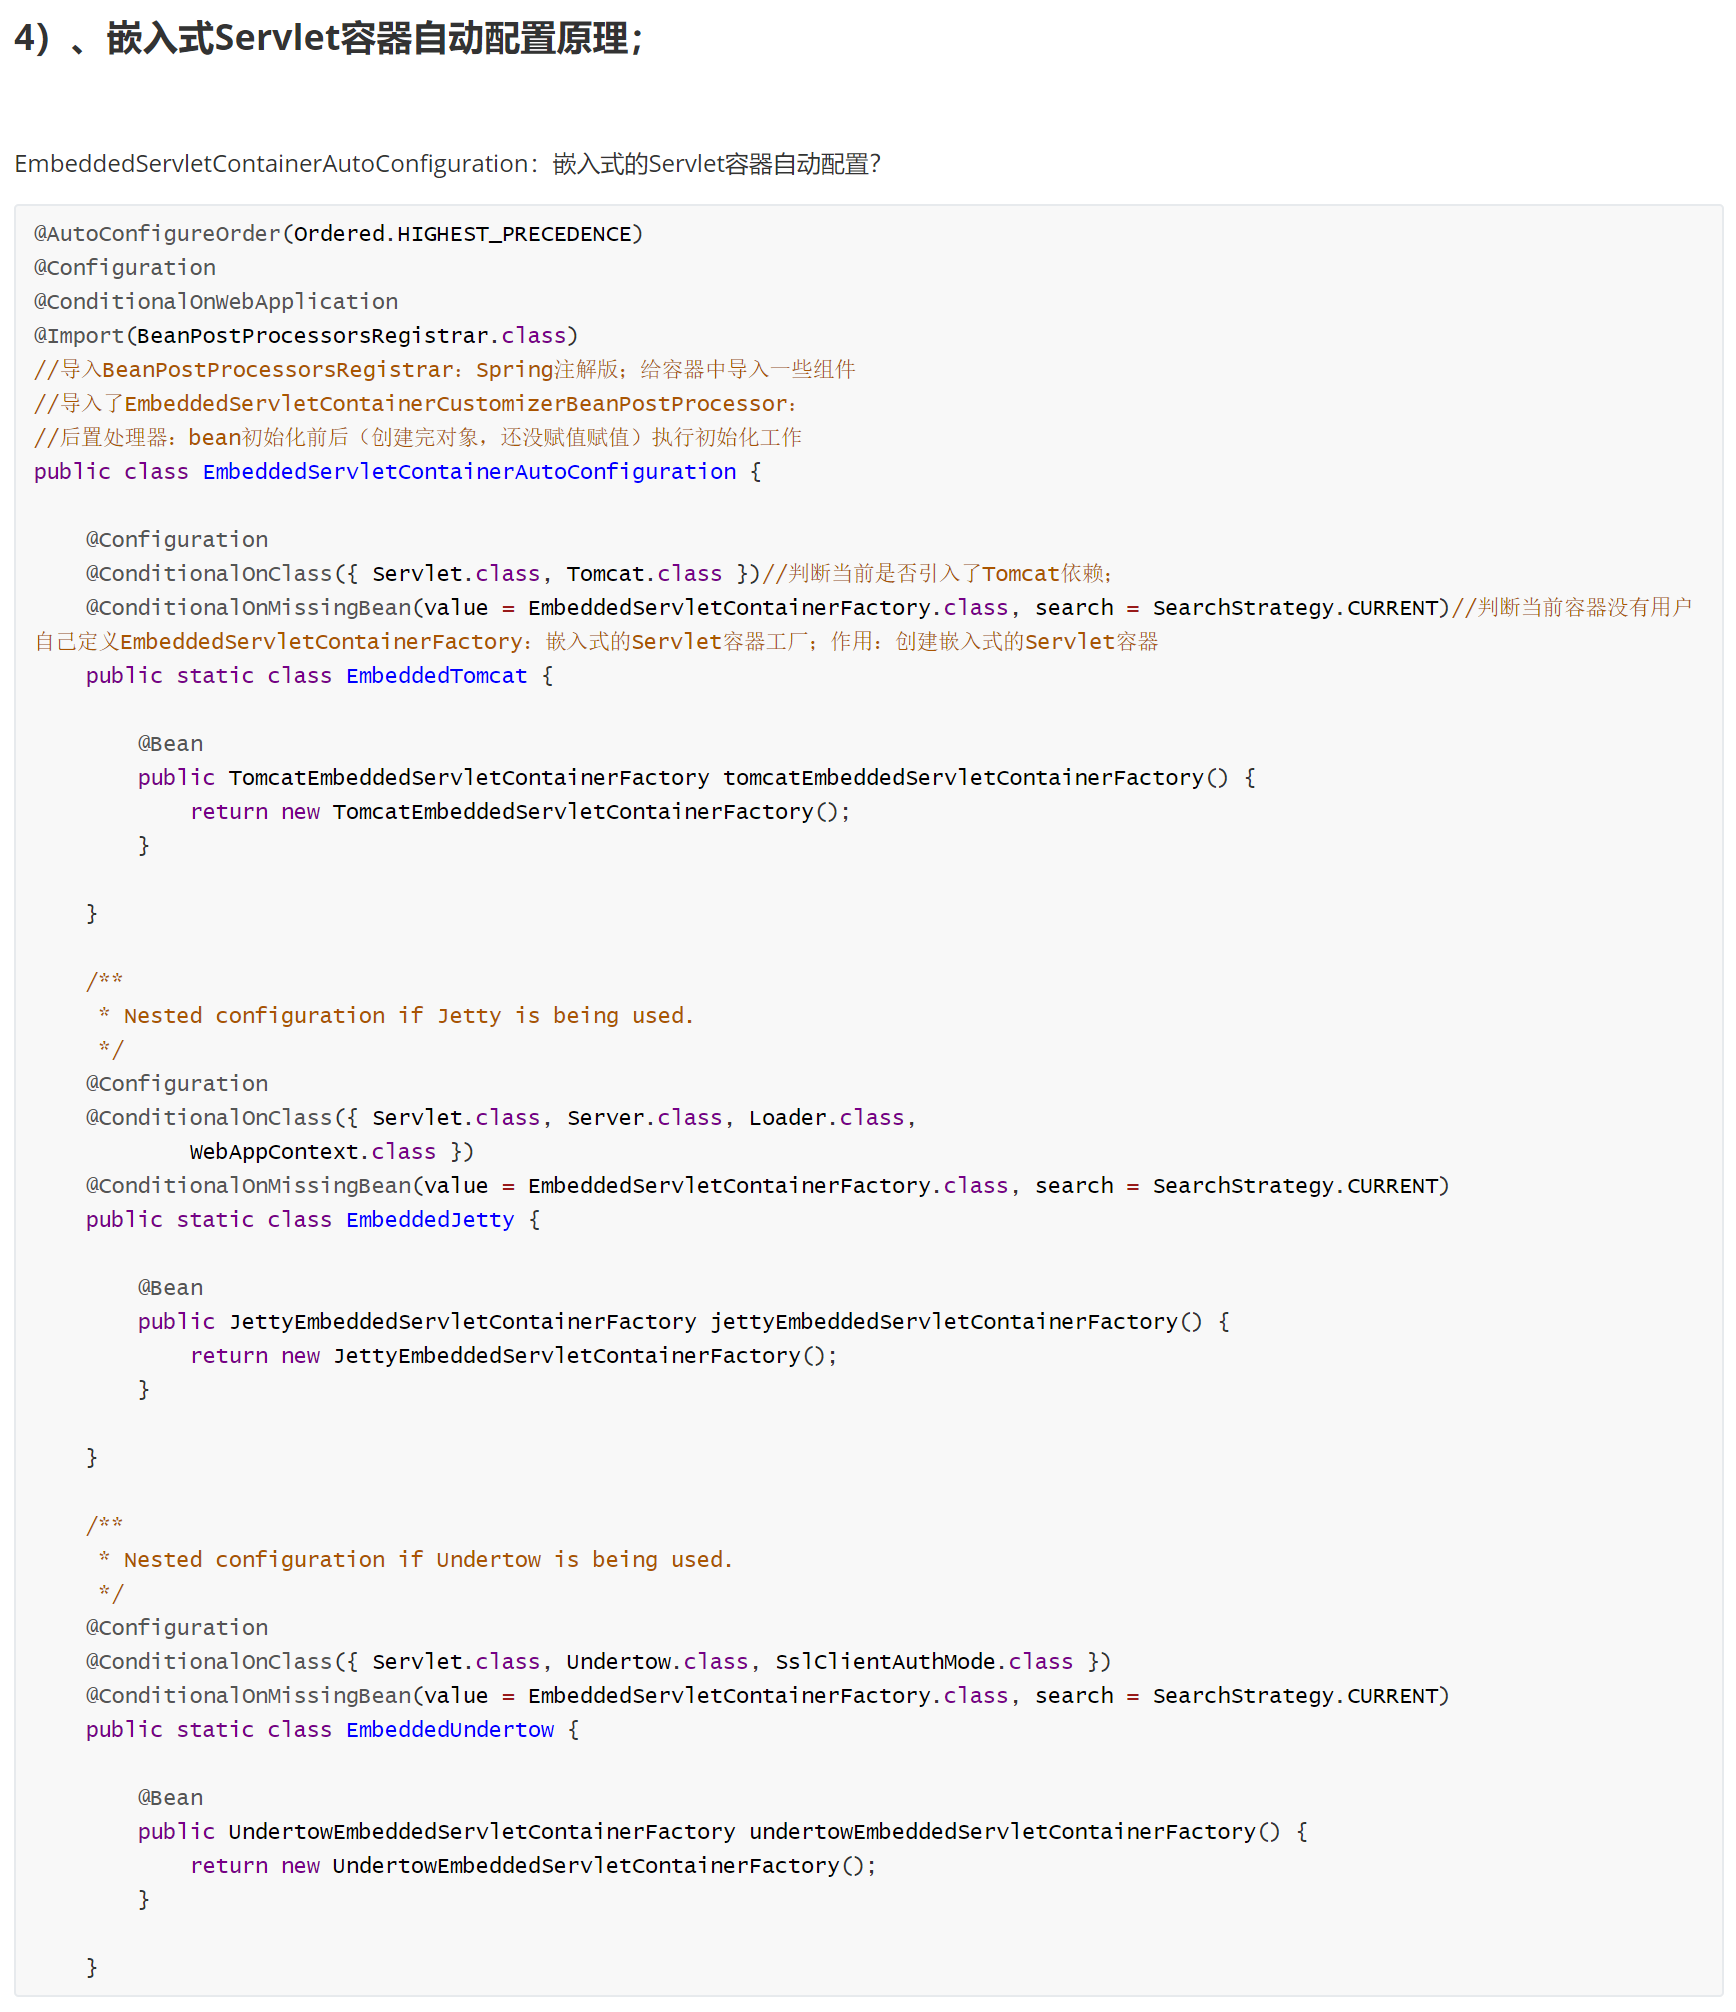 4）、嵌入式Servlet容器自动配置原理；
EmbeddedServletContainerAutoConfiguration：嵌入式的Servlet容器自动配置？
@AutoConfigureOrder(Ordered.HIGHEST_PRECEDENCE)
@Configuration
@ConditionalOnWebApplication
@Import(BeanPostProcessorsRegistrar.class)
//导入BeanPostProcessorsRegistrar：Spring注解版；给容器中导入一些组件
//导入了EmbeddedServletContainerCustomizerBeanPostProcessor：
//后置处理器：bean初始化前后（创建完对象，还没赋值赋值）执行初始化工作
public class EmbeddedServletContainerAutoConfiguration {
    @Configuration
    @ConditionalOnClass({ Servlet.class, Tomcat.class })//判断当前是否引入了Tomcat依赖；
    @ConditionalOnMissingBean(value = EmbeddedServletContainerFactory.class, search = SearchStrategy.CURRENT)//判断当前容器没有用户
自己定义EmbeddedServletContainerFactory：嵌入式的Servlet容器工厂；作用：创建嵌入式的Servlet容器
    public static class EmbeddedTomcat {
        @Bean
        public TomcatEmbeddedServletContainerFactory tomcatEmbeddedServletContainerFactory() {
            return new TomcatEmbeddedServletContainerFactory();
        }
    }
    /**
     * Nested configuration if Jetty is being used.
     */
    @Configuration
    @ConditionalOnClass({ Servlet.class, Server.class, Loader.class,
            WebAppContext.class })
    @ConditionalOnMissingBean(value = EmbeddedServletContainerFactory.class, search = SearchStrategy.CURRENT)
    public static class EmbeddedJetty {
        @Bean
        public JettyEmbeddedServletContainerFactory jettyEmbeddedServletContainerFactory() {
            return new JettyEmbeddedServletContainerFactory();
        }
    }
    /**
     * Nested configuration if Undertow is being used.
     */
    @Configuration
    @ConditionalOnClass({ Servlet.class, Undertow.class, SslClientAuthMode.class })
    @ConditionalOnMissingBean(value = EmbeddedServletContainerFactory.class, search = SearchStrategy.CURRENT)
    public static class EmbeddedUndertow {
        @Bean
        public UndertowEmbeddedServletContainerFactory undertowEmbeddedServletContainerFactory() {
            return new UndertowEmbeddedServletContainerFactory();
        }
    }